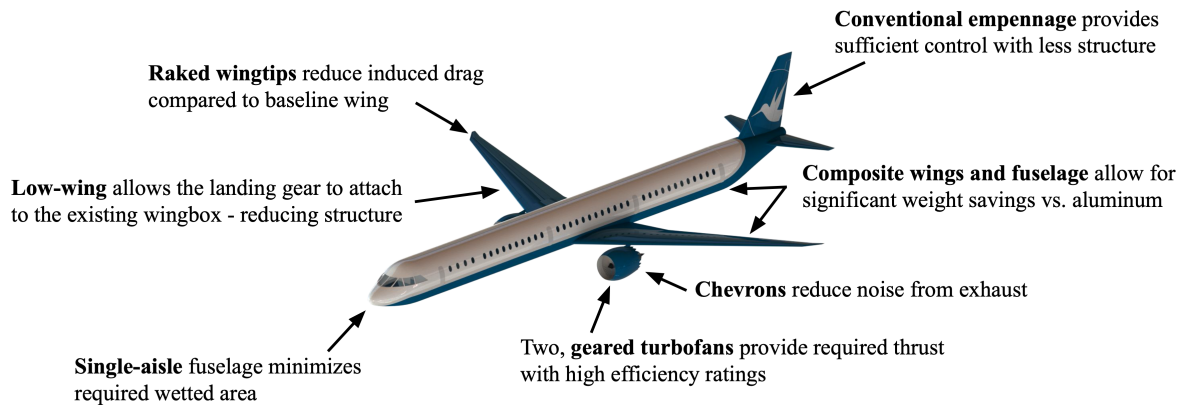 Conventional empennage provides
sufficient control with less structure
Raked wingtips reduce induced drag
compared to baseline wing
Low-wing allows the landing gear to attach
to the existing wingbox - reducing structure
Composite wings and fuselage allow for
significant weight savings vs. aluminum
Chevrons reduce noise from exhaust
Two, geared turbofans provide required thrust
with high efficiency ratings
Single-aisle fuselage minimizes
required wetted area